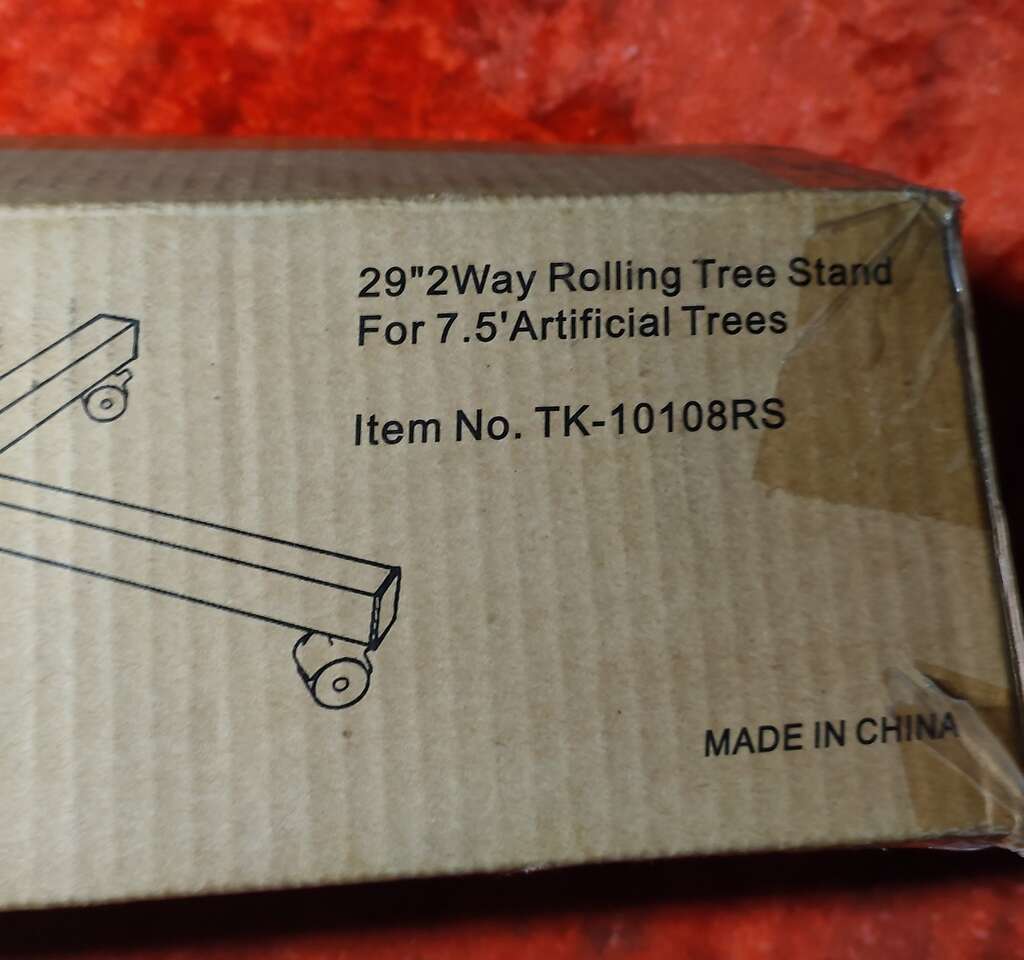 29"2Way Rolling Tree Stand
For 7.5'Artificial Trees
Item No. TK-10108RS
MADE IN CHINA